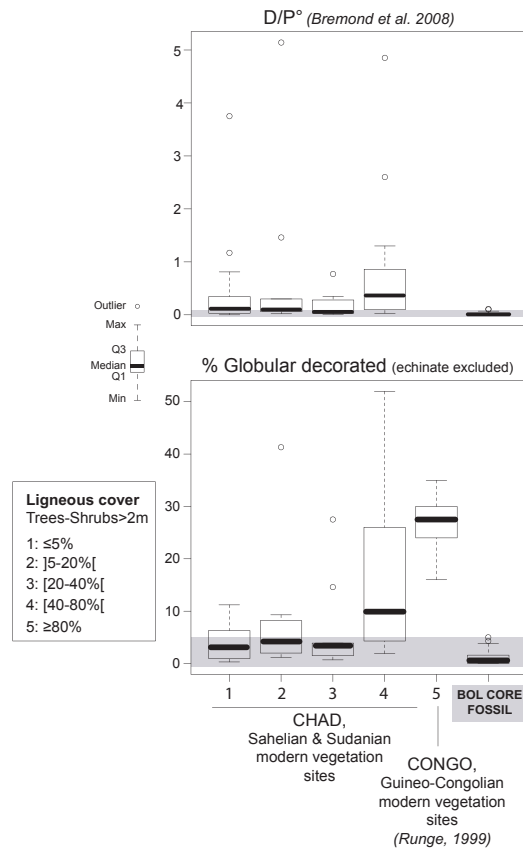 D/P° (Bremond et al. 2008)
5
4
3
2
1
0
Outlier
Max
Q3
Median
Q1
Min
% Globular decorated (echinate excluded)
50
40
30
20
10
0
Ligneous cover
Trees-Shrubs>2m
1: ≤5%
2: ]5-20%[
3: [20-40%[
4: [40-80%[
5: ≥80%
1 2 3 4 5
BOL CORE
FOSSIL
CHAD,
Sahelian & Sudanian
modern vegetation
sites
CONGO,
Guineo-Congolian
modern vegetation
sites
(Runge, 1999)